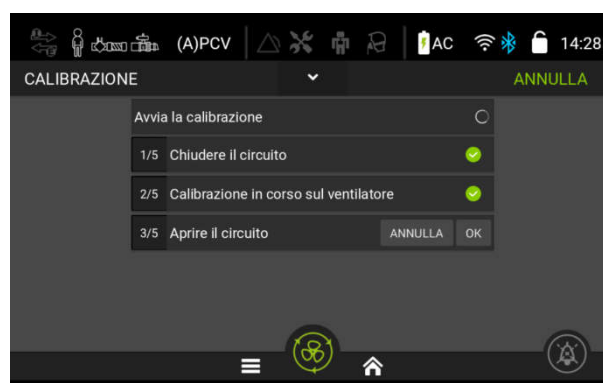 (A)PCV AC 14:28
CALIBRAZIONE ANNULLA
Avvia la calibrazione
1/5 Chiudere il circuito
2/5 Calibrazione in corso sul ventilatore
3/5 Aprire il circuito ANNULLA OK